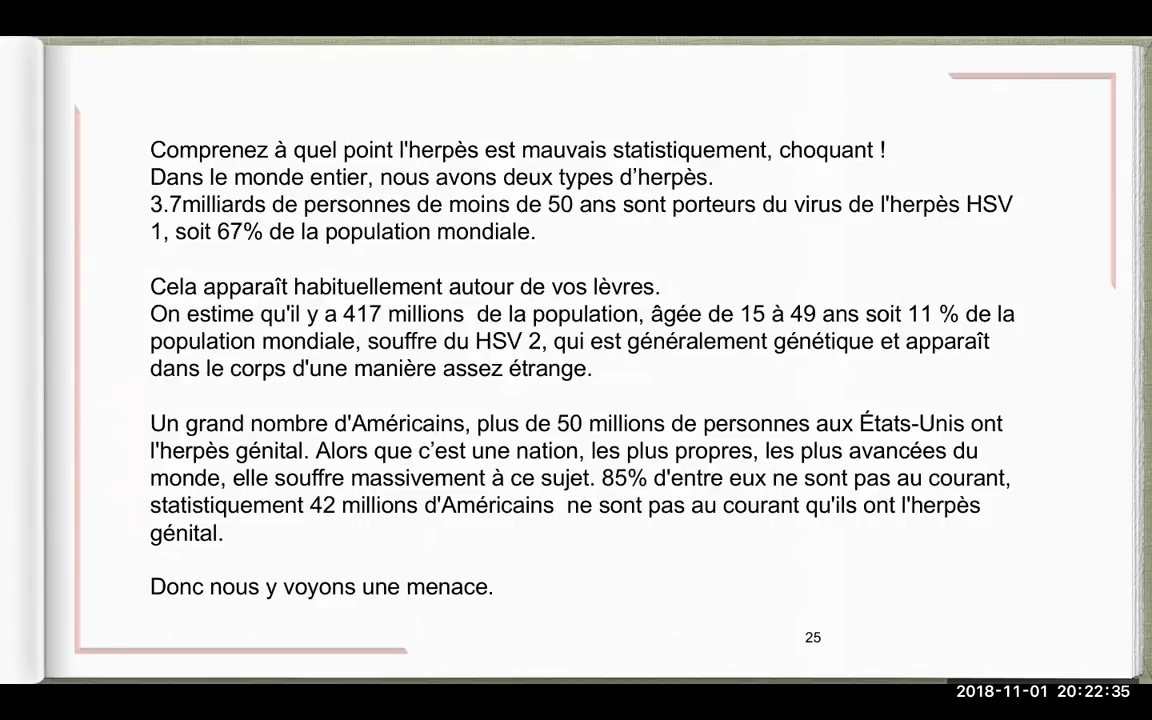 Comprenez à quel point l'herpès est mauvais statistiquement, choquant !
Dans le monde entier, nous avons deux types d’herpès.
3.7milliards de personnes de moins de 50 ans sont porteurs du virus de l'herpès HSV
1, soit 67% de la population mondiale.
Cela apparaît habituellement autour de vos lèvres.
On estime qu'il y a 417 millions  de la population, âgée de 15 à 49 ans soit 11 % de la
population mondiale, souffre du HSV 2, qui est généralement génétique et apparaît
dans le corps d'une manière assez étrange.
Un grand nombre d'Américains, plus de 50 millions de personnes aux États-Unis ont
l'herpès génital. Alors que c’est une nation, les plus propres, les plus avancées du
monde, elle souffre massivement à ce sujet. 85% d'entre eux ne sont pas au courant,
statistiquement 42 millions d'Américains  ne sont pas au courant qu'ils ont l'herpès
génital.
Donc nous y voyons une menace.
25
2018-11-01 20:22:35